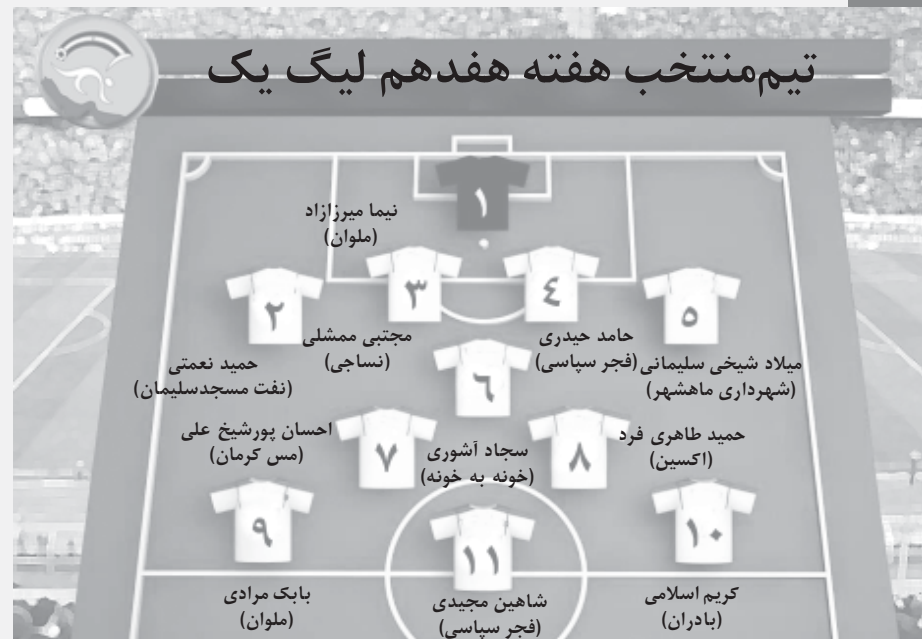 تیم‌منتخب هفته هفدهم لیگ یک
۱
نیما میرزازاد
(ملوان)
۲
حمید نعمتی
(نفت مسجدسلیمان)
۳
مجتبی ممشلی
(نساجی)
٤
حامد حیدری
(فجر سپاسی)
۵
میلاد شیخی سلیمانی
(شهرداری ماهشهر)
۶
سجاد آشوری
(خونه به خونه)
۷
احسان پورشیخ علی
(مس کرمان)
۸
حمید طاهری فرد
(اکسین)
۹
بابک مرادی
(ملوان)
۱۰
کریم اسلامی
(بادران)
۱۱
شاهین مجیدی
(فجر سپاسی)